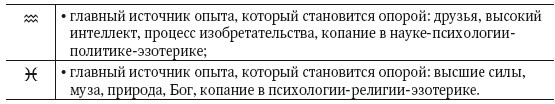 ♒ • главный источник опыта, который становится опорой: друзья, высокий
интеллект, процесс изобретательства, копание в науке-психологии-
политике-эзотерике;
♓ • главный источник опыта, который становится опорой: высшие силы,
муза, природа, Бог, копание в психологии-религии-эзотерике.